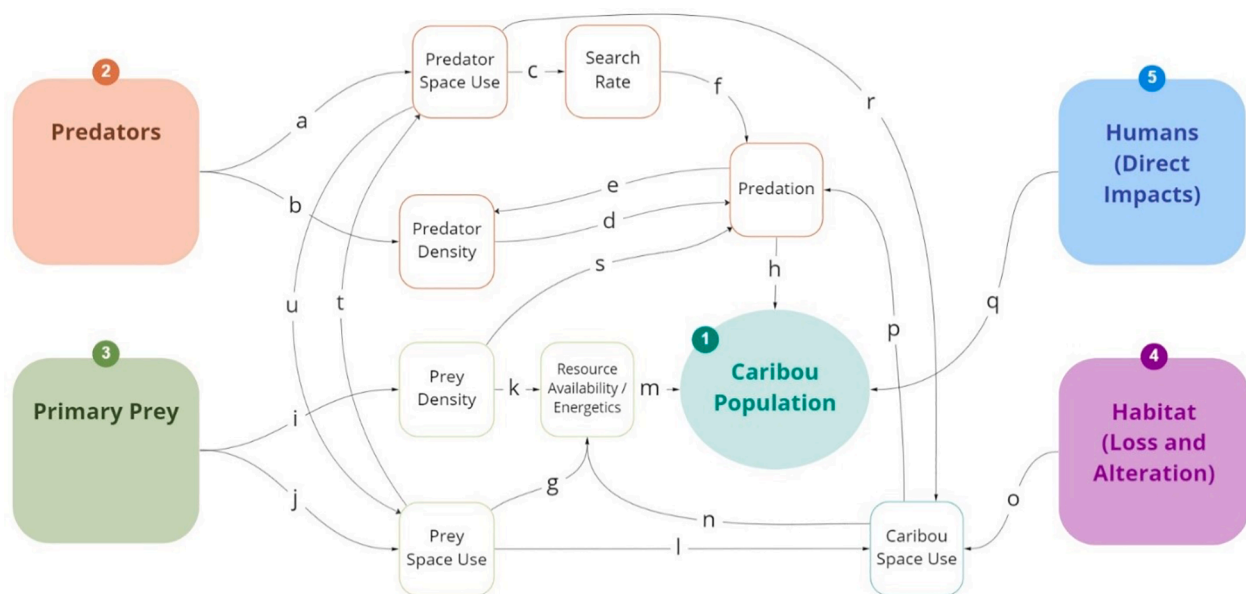 2
Predators
3
Primary Prey
Predator
Space Use
c
Search
Rate
f
r
a
b
Predator
Density
e
d
Predation
s
h
u
t
p
q
i
Prey
Density
k
Resource
Availability /
Energetics
m
1
Caribou
Population
j
g
Prey
Space Use
l
n
Caribou
Space Use
o
5
Humans
(Direct
Impacts)
4
Habitat
(Loss and
Alteration)